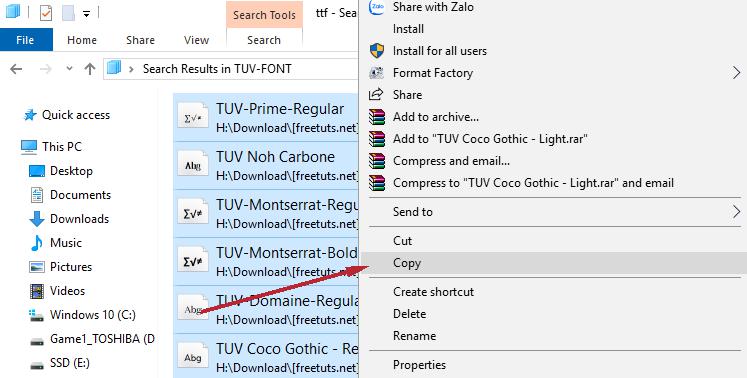 Search Tools
ttf - Sea
File
Home
Share
View
Search
Search Results in TUV-FONT
Quick access
This PC
Desktop
Documents
Downloads
Music
Pictures
Videos
Windows 10 (C:)
Game1_TOSHIBA (D
SSD (E:)
∑√≠
TUV-Prime-Regular
H:\Download\[freetuts.net]
Abg
TUV Noh Carbone
H:\Download\[freetuts.net]
∑√≠
TUV-Montserrat-Regu
H:\Download\[freetuts.net]
∑√≠
TUV-Montserrat-Bold
H:\Download\[freetuts.net]
Abg
TUV-Domaine-Regula
H:\Download\[freetuts.net]
Abg
TUV Coco Gothic - Re
H:\Download\[freetuts.net]
Zalo
Share with Zalo
Install
Install for all users
Format Factory
Share
Add to archive...
Add to "TUV Coco Gothic - Light.rar"
Compress and email...
Compress to "TUV Coco Gothic - Light.rar" and email
Send to
Cut
Copy
Create shortcut
Delete
Rename
Properties